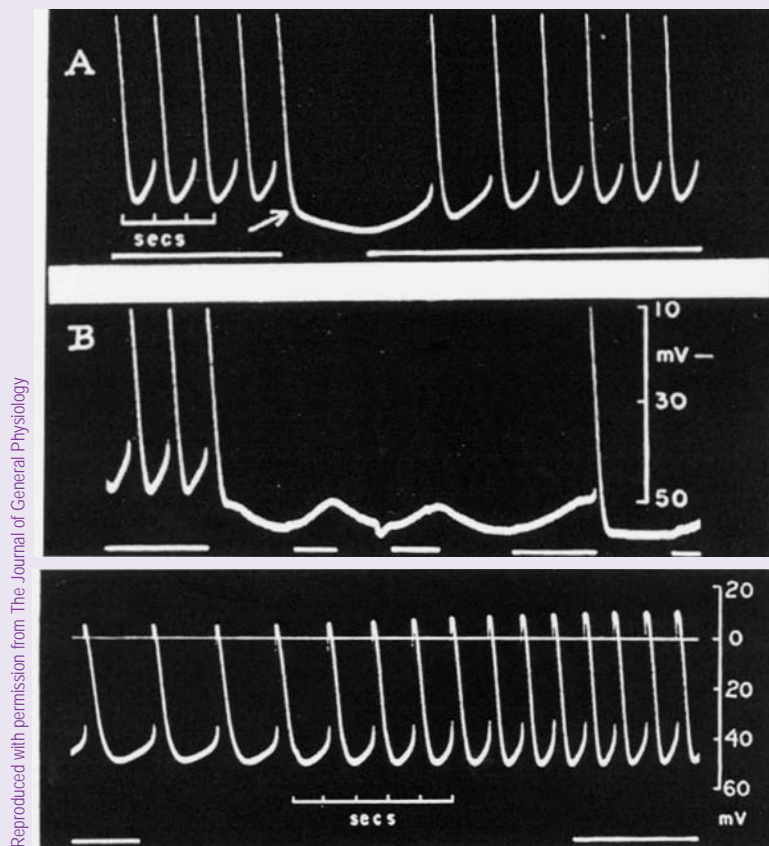 A
secs
B
10
mV
30
50
20
0
20
40
60
secs
mV
Reproduced with permission from The Journal of General Physiology